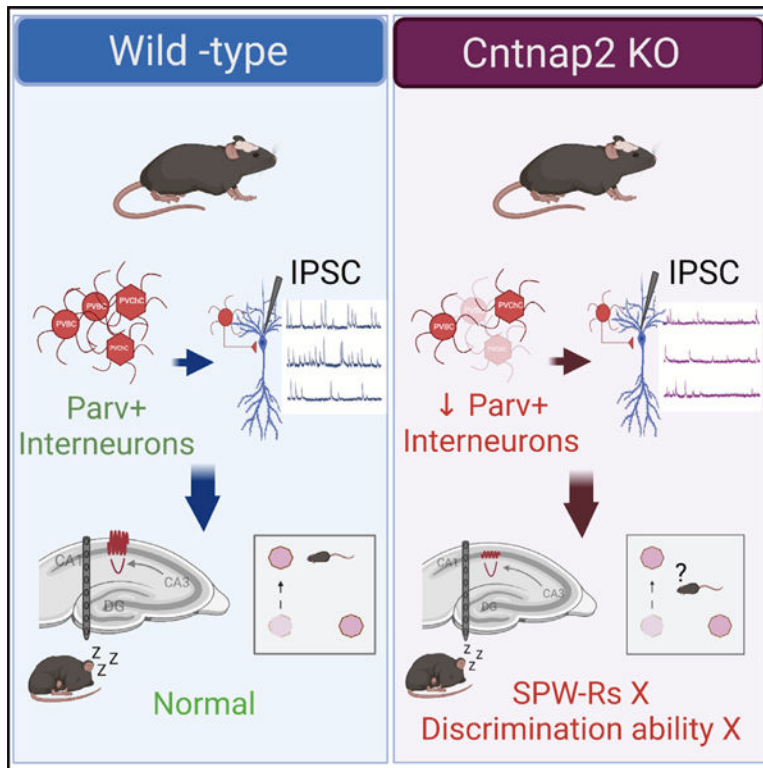 Wild -type
IPSC
PVBC
PVChC
PVBC
PVChC
Parv+
Interneurons
CA1
CA3
DG
z
z
z
Normal
Cntnap2 KO
IPSC
PVChC
PVBC
↓ Parv+
Interneurons
CA1
CA3
DG
?
z
z
z
SPW-Rs X
Discrimination ability X